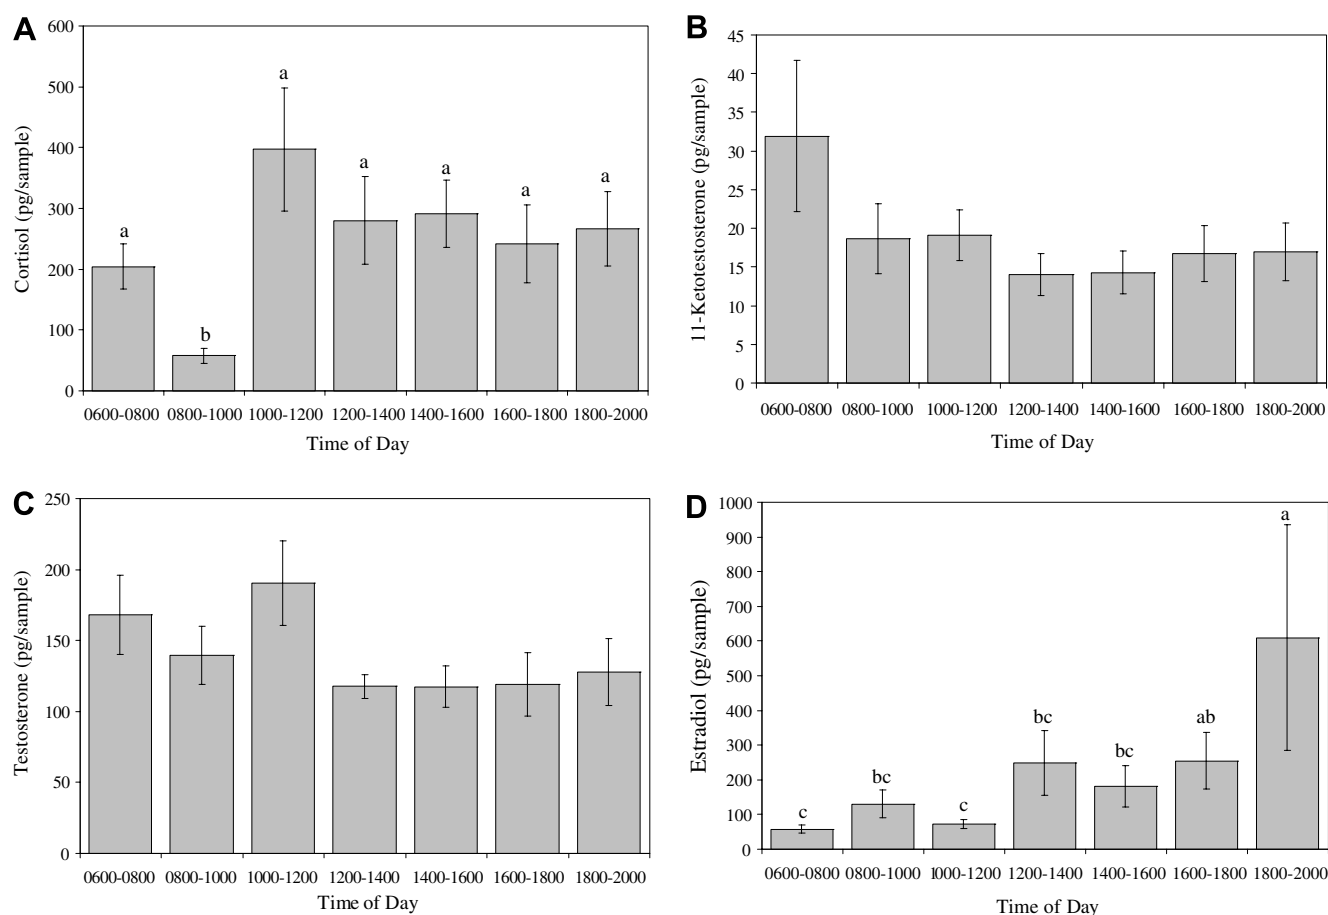 A
Cortisol (pg/sample)
600
500
400
300
200
100
0
a
b
a
a
a
a
a
0600-0800 0800-1000 1000-1200 1200-1400 1400-1600 1600-1800 1800-2000
Time of Day
B
11-Ketotestosterone (pg/sample)
45
40
35
30
25
20
15
10
5
0
0600-0800 0800-1000 1000-1200 1200-1400 1400-1600 1600-1800 1800-2000
Time of Day
C
Testosterone (pg/sample)
250
200
150
100
50
0
0600-0800 0800-1000 1000-1200 1200-1400 1400-1600 1600-1800 1800-2000
Time of Day
D
Estradiol (pg/sample)
1000
900
800
700
600
500
400
300
200
100
0
c
bc
c
bc
bc
ab
a
0600-0800 0800-1000 1000-1200 1200-1400 1400-1600 1600-1800 1800-2000
Time of Day